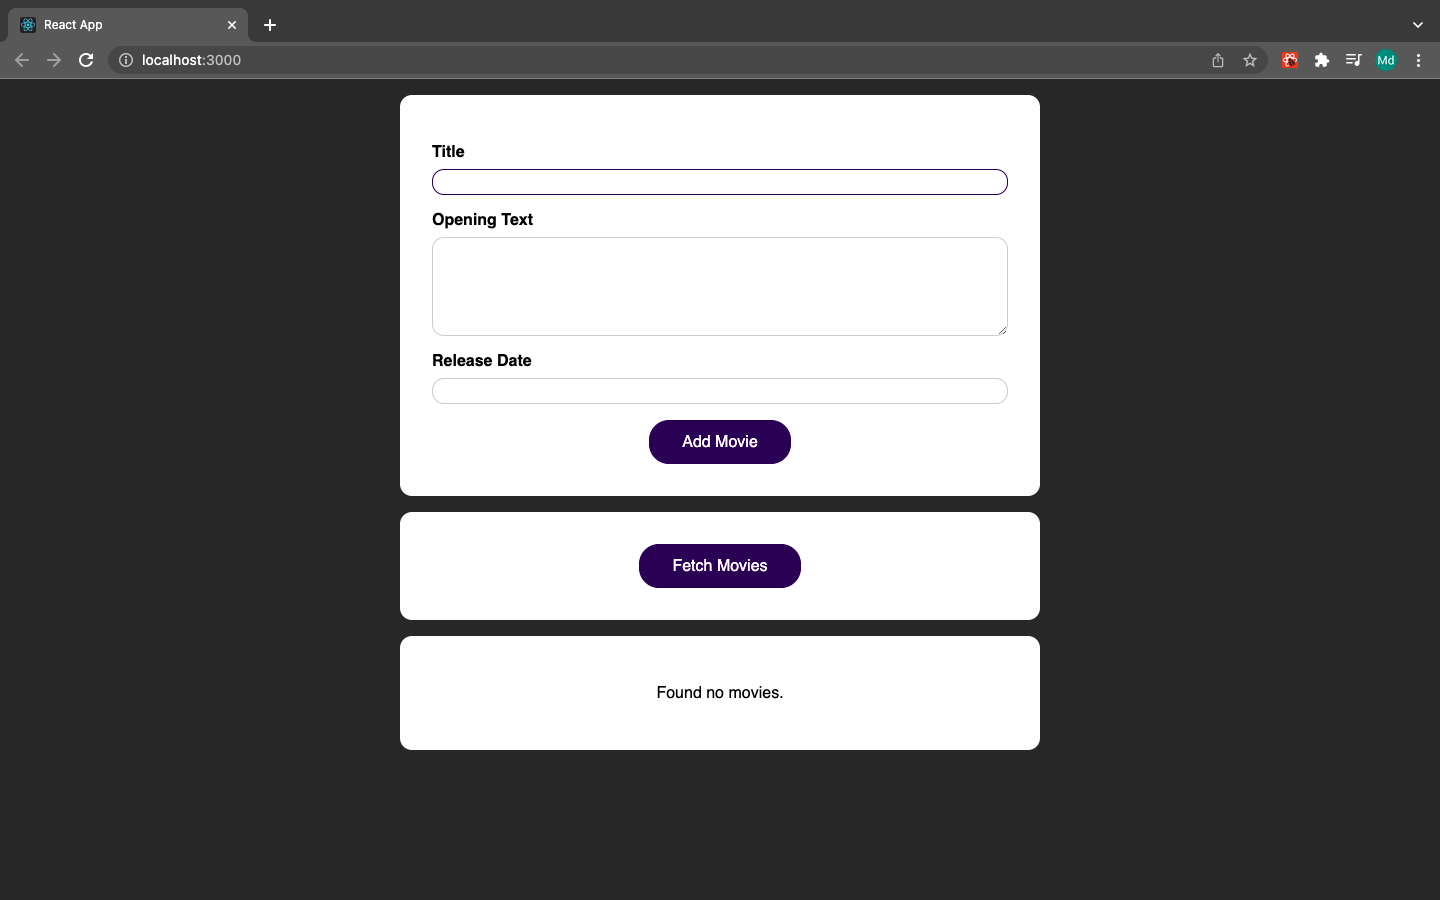 React App
localhost:3000
Md
Title
Opening Text
Release Date
Add Movie
Fetch Movies
Found no movies.